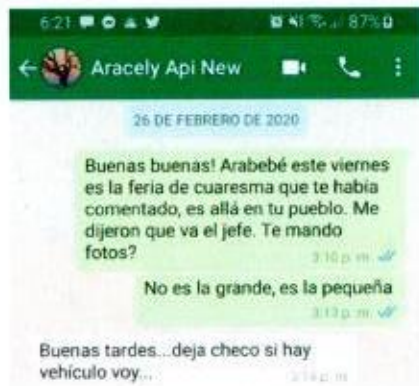 6:21 87%
Aracely Api New
26 DE FEBRERO DE 2020
Buenas buenas! Arabebé este viernes
es la feria de cuaresma que te había
comentado, es allá en tu pueblo. Me
dijeron que va el jefe. Te mando
fotos?
3:10 p. m.
No es la grande, es la pequeña
3:13 p. m.
Buenas tardes...deja checo si hay
vehículo voy...